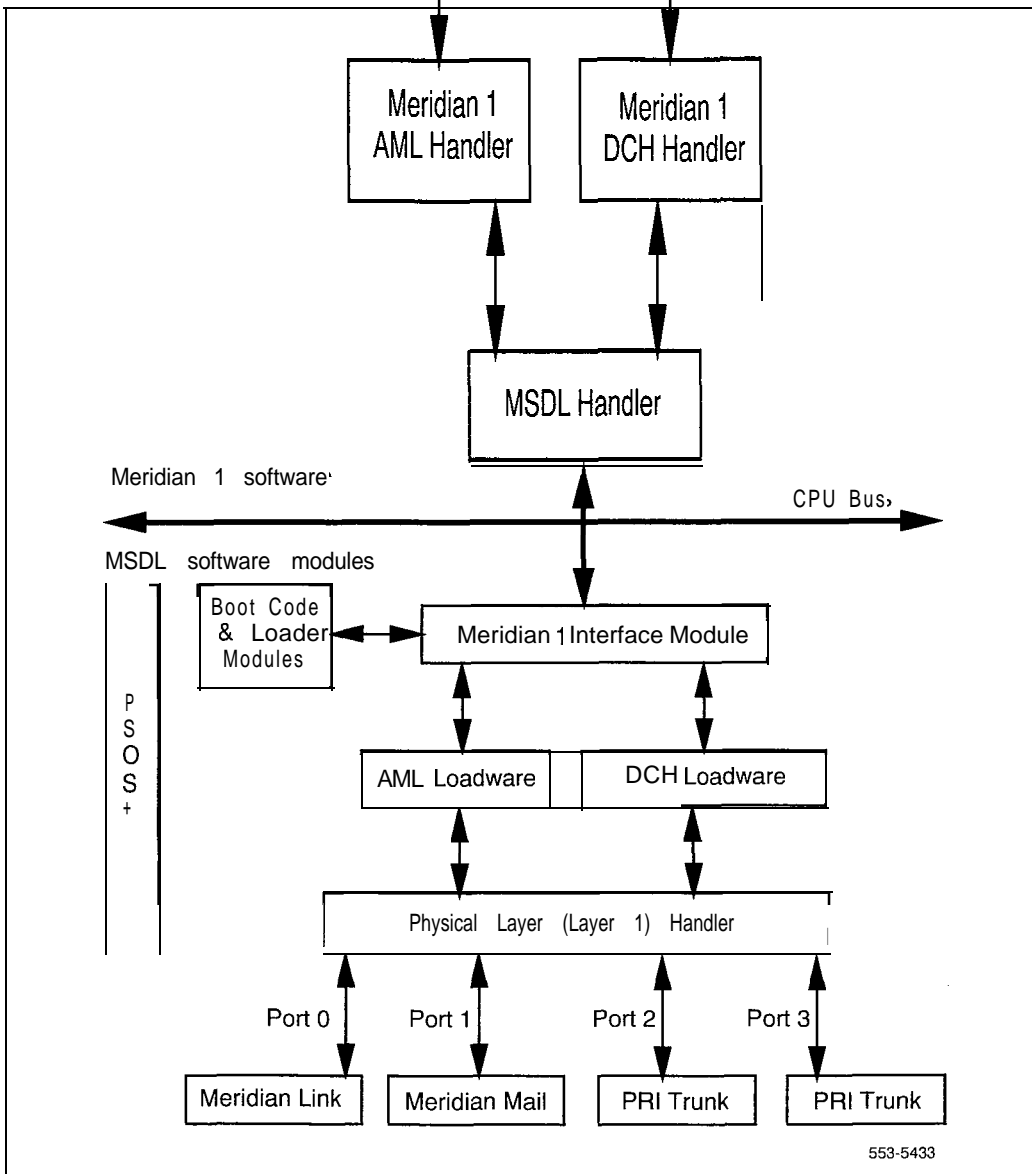 Meridian 1
AML Handler
Meridian 1
DCH Handler
MSDL Handler
Meridian 1 software
CPU Bus
MSDL software modules
Boot Code
& Loader
Modules
Meridian 1 Interface Module
P
S
O
S
+
AML Loadware
DCH Loadware
Physical Layer (Layer 1) Handler
Port 0
Port 1
Port 2
Port 3
Meridian Link
Meridian Mail
PRI Trunk
PRI Trunk
553-5433